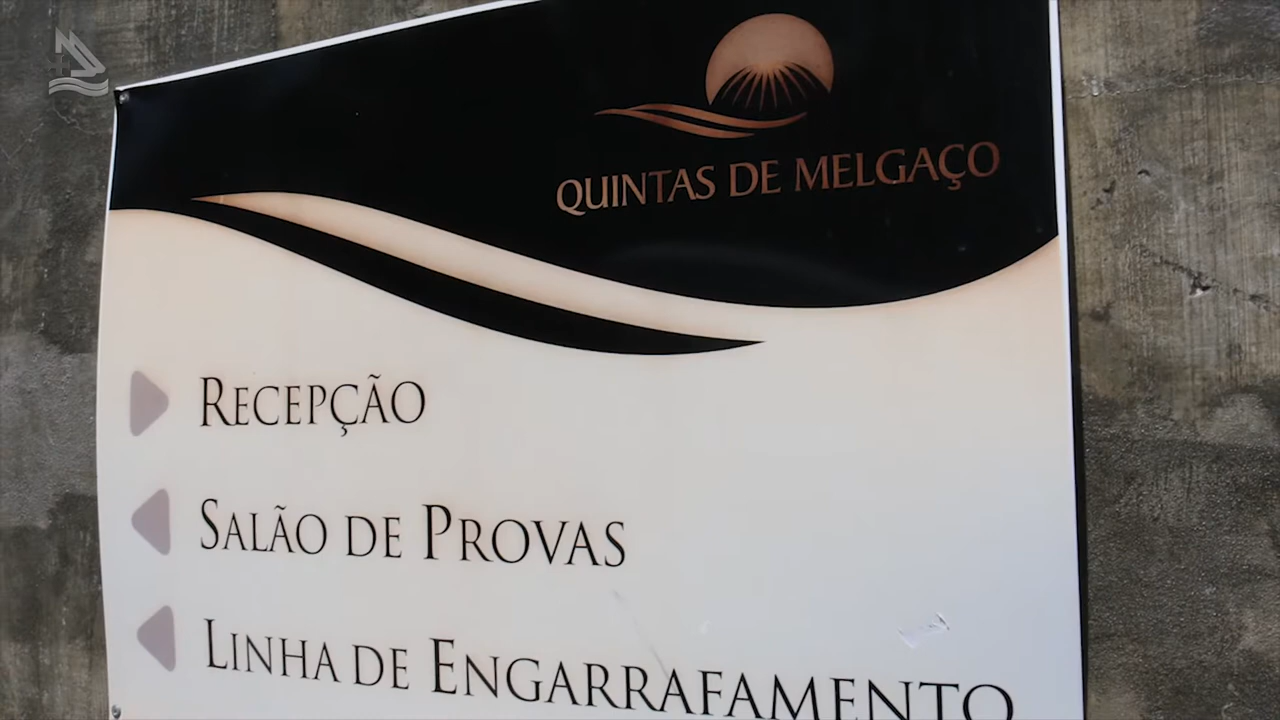 QUINTAS DE MELGAÇO
RECEPÇÃO
SALÃO DE PROVAS
LINHA DE ENGARRAFAMENTO